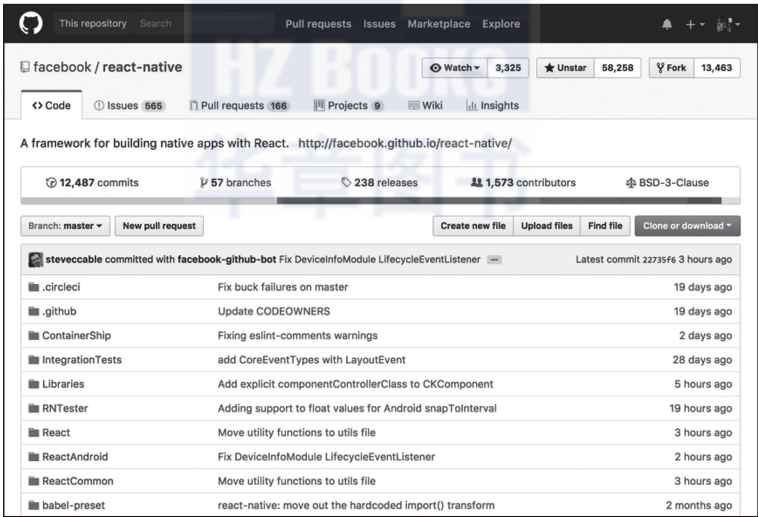 This repository Search Pull requests Issues Marketplace Explore
HZ Books
facebook / react-native Watch 3,325 Unstar 58,258 Fork 13,463
<> Code Issues 565 Pull requests 166 Projects 9 Wiki Insights
A framework for building native apps with React. http://facebook.github.io/react-native/
华章图书
12,487 commits 57 branches 238 releases 1,573 contributors BSD-3-Clause
Branch: master New pull request Create new file Upload files Find file Clone or download
steveccable committed with facebook-github-bot Fix DeviceInfoModule LifecycleEventListener ... Latest commit 22735f6 3 hours ago
.circleci Fix buck failures on master 19 days ago
.github Update CODEOWNERS 19 days ago
ContainerShip Fixing eslint-comments warnings 2 days ago
IntegrationTests add CoreEventTypes with LayoutEvent 28 days ago
Libraries Add explicit componentControllerClass to CKComponent 5 hours ago
RNTester Adding support to float values for Android snapToInterval 19 hours ago
React Move utility functions to utils file 3 hours ago
ReactAndroid Fix DeviceInfoModule LifecycleEventListener 2 hours ago
ReactCommon Move utility functions to utils file 3 hours ago
babel-preset react-native: move out the hardcoded import() transform 2 months ago